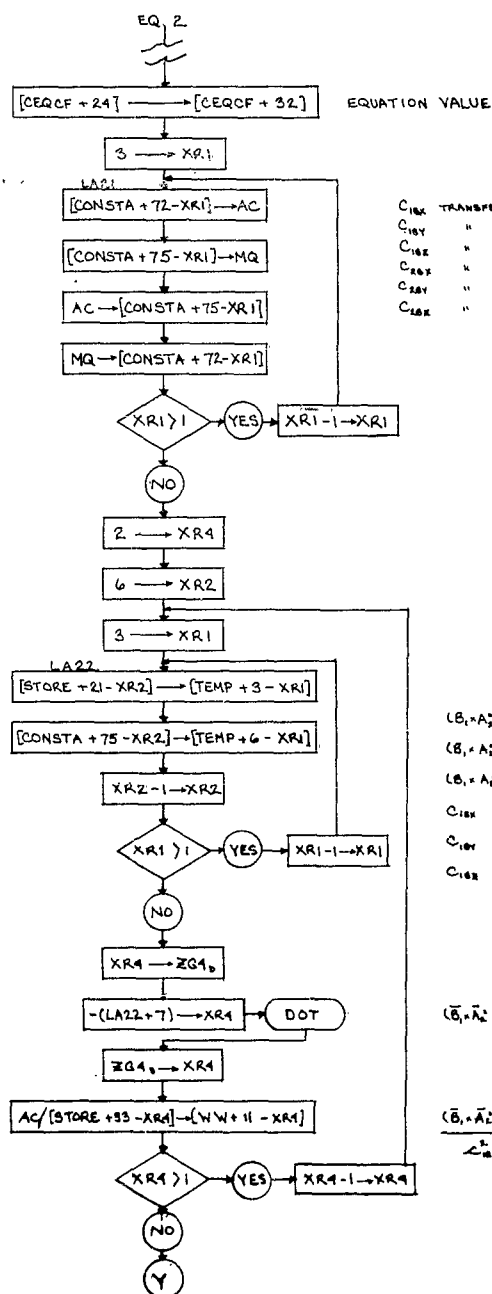 EQ 2
[CEQCF + 24] → [CEQCF + 32] EQUATION VALUE
3 → XR1
LA21
[CONSTA + 72 - XR1] → AC
C₁₈ₓ TRANSFE
[CONSTA + 75 - XR1] → MQ
AC → [CONSTA + 75 - XR1]
MQ → [CONSTA + 72 - XR1]
XR1 > 1 YES XR1 - 1 → XR1
NO
2 → XR4
6 → XR2
3 → XR1
LA22
[STORE + 21 - XR2] → [TEMP + 3 - XR1]
[CONSTA + 75 - XR2] → [TEMP + 6 - XR1]
XR2 - 1 → XR2
XR1 > 1 YES XR1 - 1 → XR1
NO
XR4 →
-(LA22 + 7) → XR4 DOT
→ XR4
AC/[STORE + 33 - XR4] → [WW + 11 - XR4]
XR4 > 1 YES XR4 - 1 → XR4
NO
Y